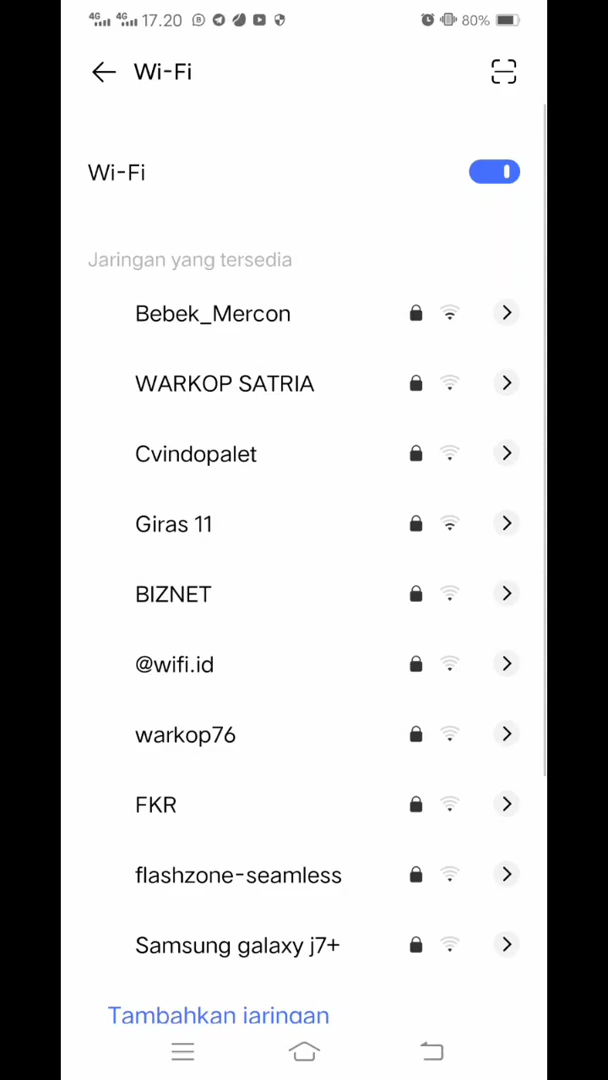 4G 4G 17.20 80%
Wi-Fi
Wi-Fi
Jaringan yang tersedia
Bebek_Mercon
WARKOP SATRIA
Cvindopalet
Giras 11
BIZNET
@wifi.id
warkop76
FKR
flashzone-seamless
Samsung galaxy j7+
Tambahkan jaringan